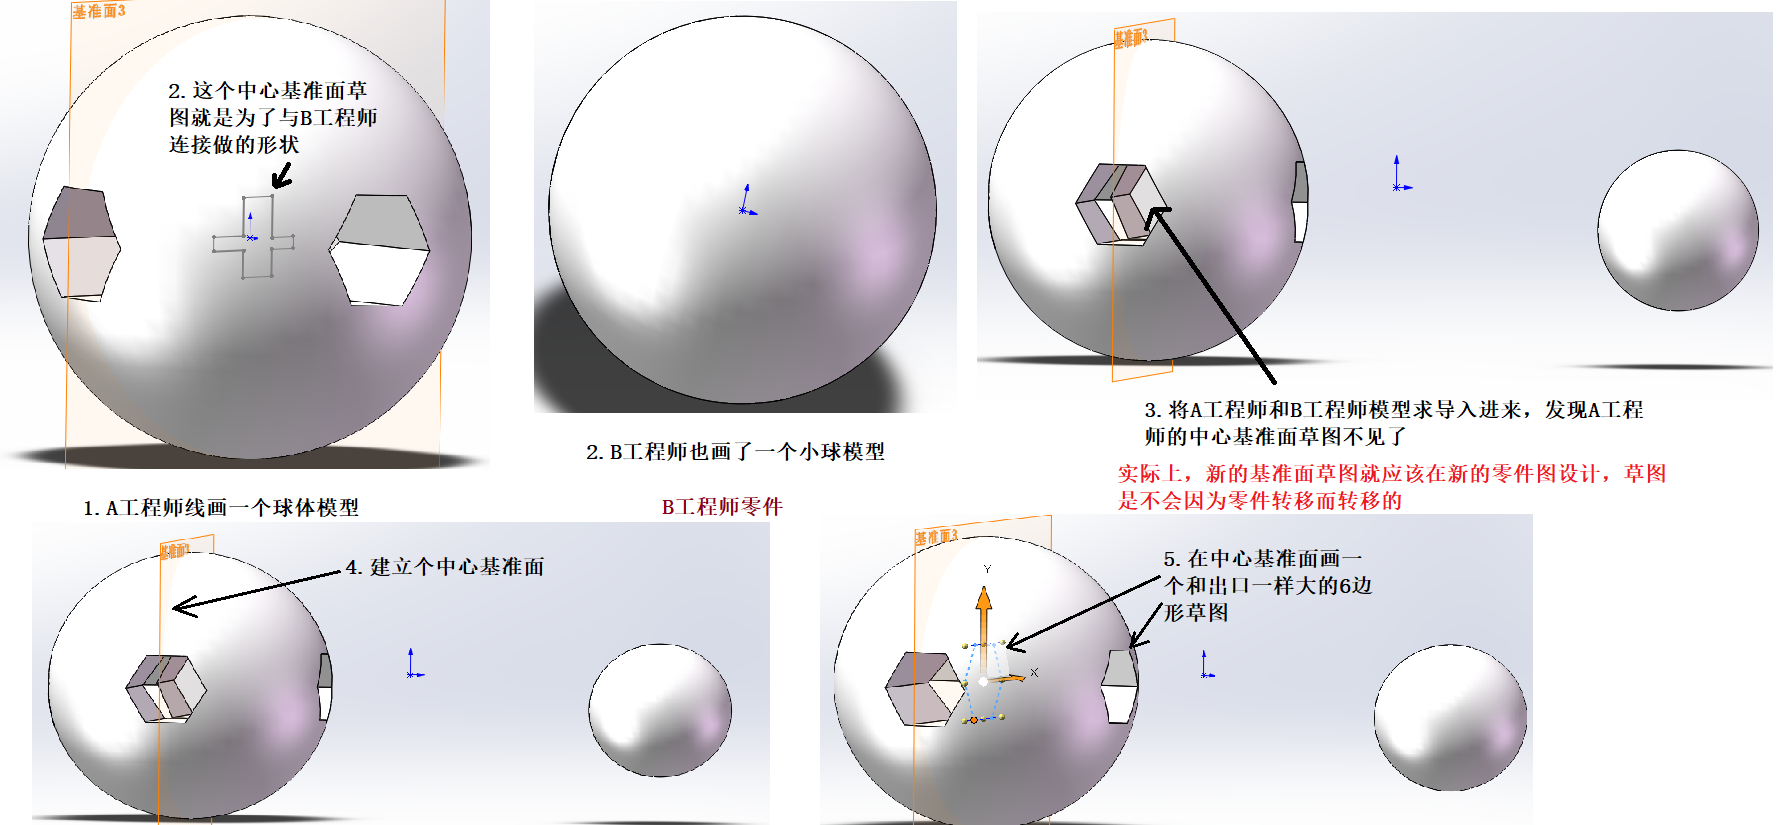 基准面3
2.这个中心基准面草
图就是为了与B工程师
连接做的形状
1.A工程师线画一个球体模型
2.B工程师也画了一个小球模型
B工程师零件
基准面3
3.将A工程师和B工程师模型求导入进来，发现A工程
师的中心基准面草图不见了
实际上，新的基准面草图就应该在新的零件图设计，草图
是不会因为零件转移而转移的
基准面3
4.建立个中心基准面
基准面3
5.在中心基准面画一
个和出口一样大的6边
形草图
Y
X